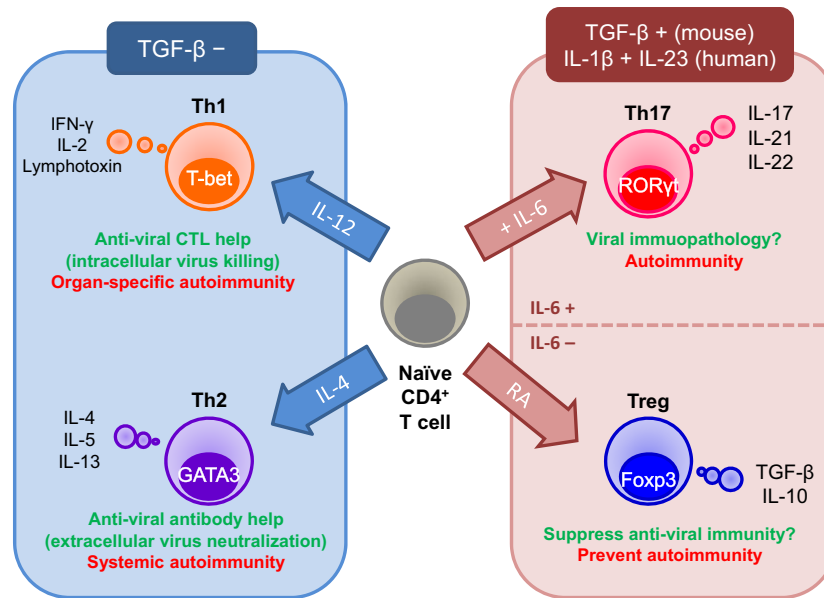 TGF-β −
Th1
IFN-γ
IL-2
Lymphotoxin
T-bet
IL-12
Anti-viral CTL help
(intracellular virus killing)
Organ-specific autoimmunity
Th2
IL-4
IL-5
IL-13
GATA3
IL-4
Anti-viral antibody help
(extracellular virus neutralization)
Systemic autoimmunity
Naïve
CD4⁺
T cell
TGF-β + (mouse)
IL-1β + IL-23 (human)
Th17
IL-17
IL-21
IL-22
RORγt
+ IL-6
Viral immuopathology?
Autoimmunity
IL-6 +
IL-6 −
RA
Treg
Foxp3
TGF-β
IL-10
Suppress anti-viral immunity?
Prevent autoimmunity